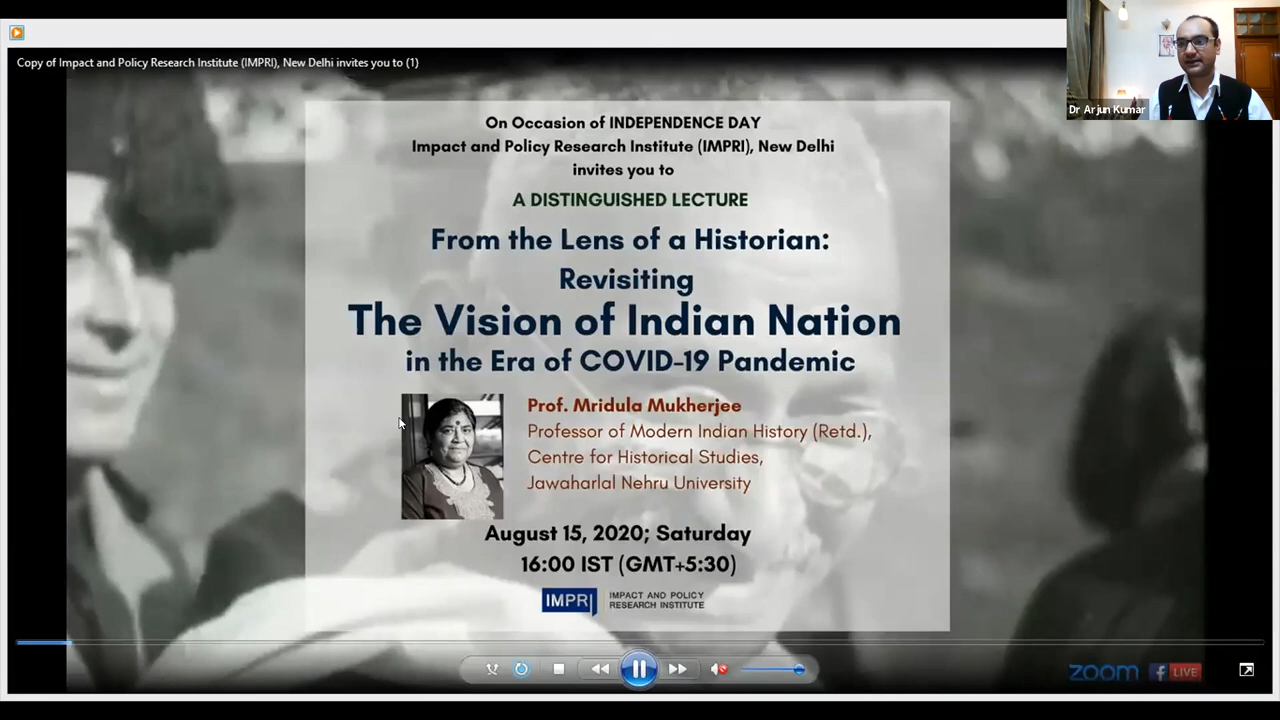 Copy of Impact and Policy Research Institute (IMPRI), New Delhi invites you to (1)
Dr Arjun Kumar
On Occasion of INDEPENDENCE DAY
Impact and Policy Research Institute (IMPRI), New Delhi
invites you to
A DISTINGUISHED LECTURE
From the Lens of a Historian:
Revisiting
The Vision of Indian Nation
in the Era of COVID-19 Pandemic
Prof. Mridula Mukherjee
Professor of Modern Indian History (Retd.),
Centre for Historical Studies,
Jawaharlal Nehru University
August 15, 2020; Saturday
16:00 IST (GMT+5:30)
IMPRI IMPACT AND POLICY
RESEARCH INSTITUTE
zoom f LIVE